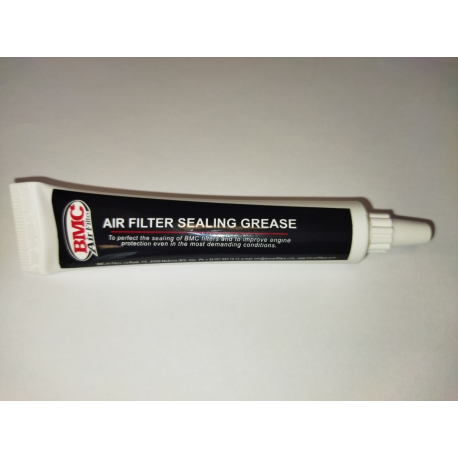 BMC
Air Filters
AIR FILTER SEALING GREASE
To perfect the sealing of BMC filters and to improve engine
protection even in the most demanding conditions.